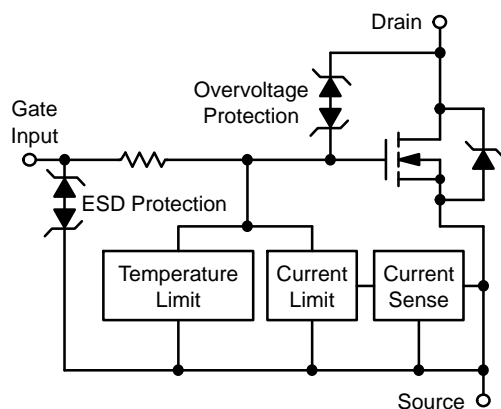 Drain
Overvoltage
Protection
Gate
Input
ESD Protection
Temperature
Limit
Current
Limit
Current
Sense
Source